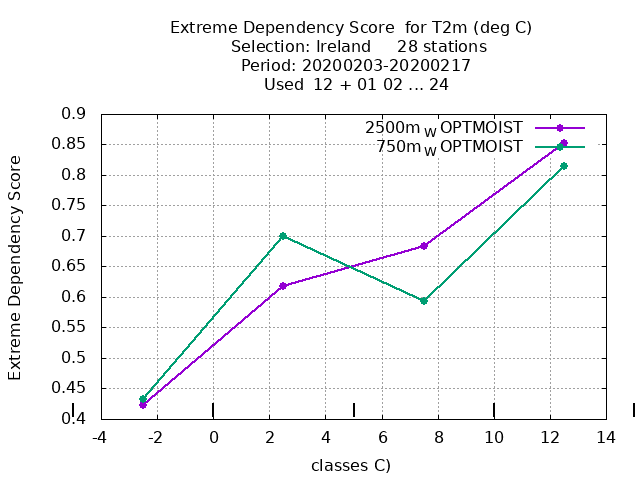 Extreme Dependency Score for T2m (deg C)
Selection: Ireland 28 stations
Period: 20200203-20200217
Used 12 + 01 02 ... 24
Extreme Dependency Score
0.9
0.85
0.8
0.75
0.7
0.65
0.6
0.55
0.5
0.45
0.4
2500m_W OPTMOIST
750m_W OPTMOIST
-4 -2 0 2 4 6 8 10 12 14
classes C)